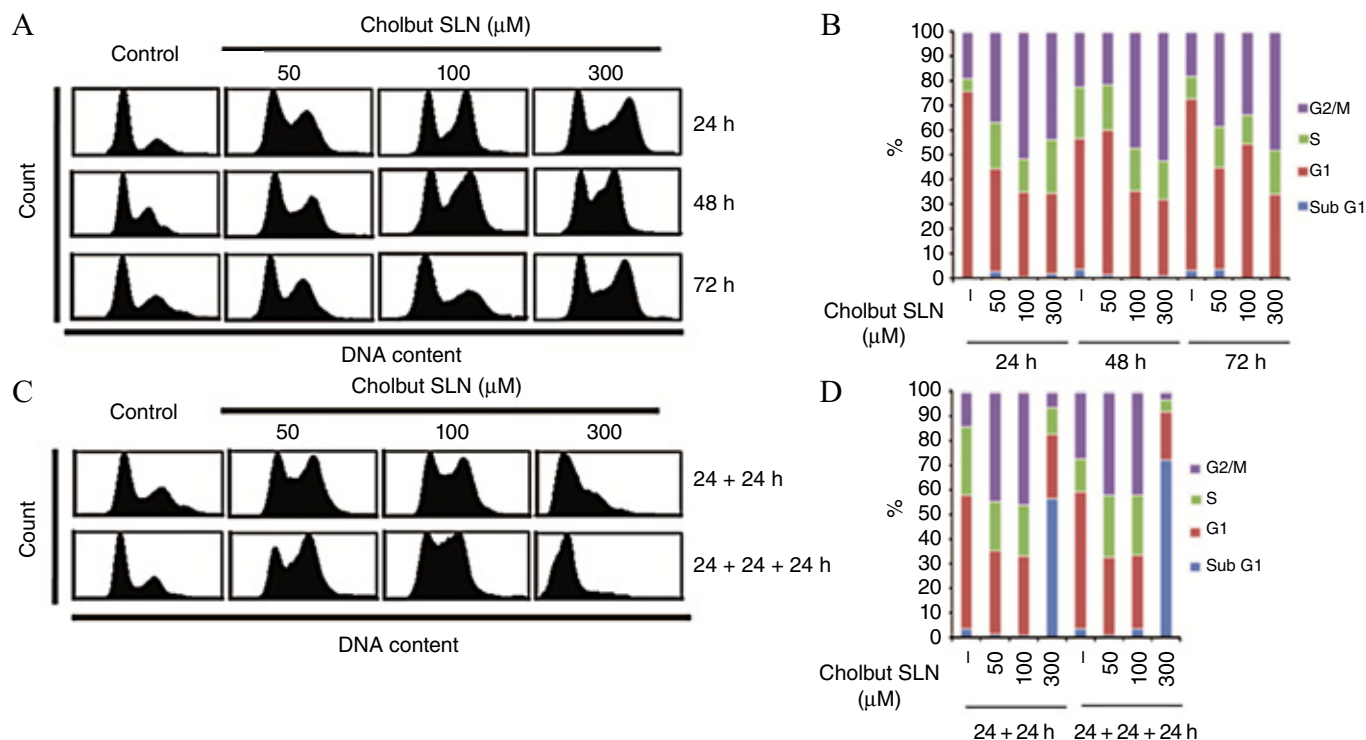 A
Cholbut SLN (μM)
Control
50
100
300
Count
24 h
48 h
72 h
DNA content
B
100
90
80
70
60
50
40
30
20
10
0
%
G2/M
S
G1
Sub G1
Cholbut SLN
(μM)
– 50 100 300 – 50 100 300 – 50 100 300
24 h 48 h 72 h
C
Cholbut SLN (μM)
Control
50
100
300
Count
24 + 24 h
24 + 24 + 24 h
DNA content
D
100
90
80
70
60
50
40
30
20
10
0
%
G2/M
S
G1
Sub G1
Cholbut SLN
(μM)
– 50 100 300 – 50 100 300
24 + 24 h 24 + 24 + 24 h